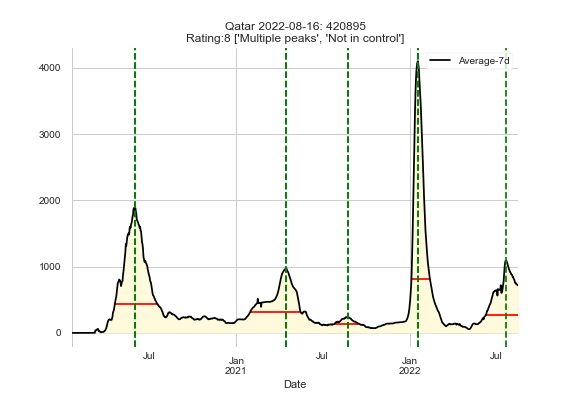 Qatar 2022-08-16: 420895
Rating:8 ['Multiple peaks', 'Not in control']
Average-7d
4000
3000
2000
1000
0
Jul
Jan
2021
Jul
Jan
2022
Jul
Date